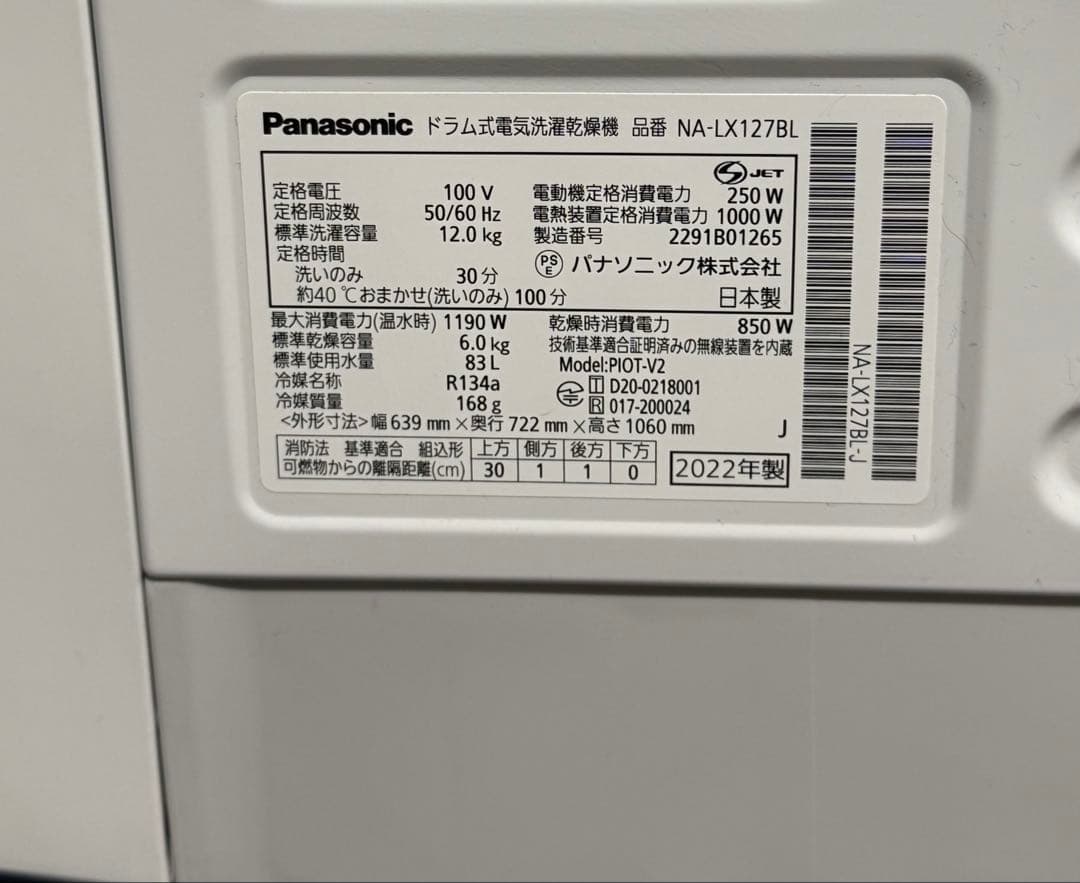 Panasonic ドラム式電気洗濯乾燥機 品番 NA-LX127BL
S JET
定格電圧 100 V 電動機定格消費電力 250 W
定格周波数 50/60 Hz 電熱装置定格消費電力 1000 W
標準洗濯容量 12.0 kg 製造番号 2291B01265
定格時間
洗いのみ 30 分 PSE パナソニック株式会社
約40℃おまかせ(洗いのみ) 100 分 日本製
最大消費電力(温水時) 1190 W 乾燥時消費電力 850 W
標準乾燥容量 6.0 kg 技術基準適合証明済みの無線装置を内蔵
標準使用水量 83 L Model:PIOT-V2
冷媒名称 R134a T D20-0218001
冷媒質量 168 g R 017-200024
<外形寸法>幅 639 mm×奥行 722 mm×高さ 1060 mm J
消防法 基準適合 組込形 上方 側方 後方 下方
可燃物からの離隔距離(cm) 30 1 1 0 2022年製
NA-LX127BL-J